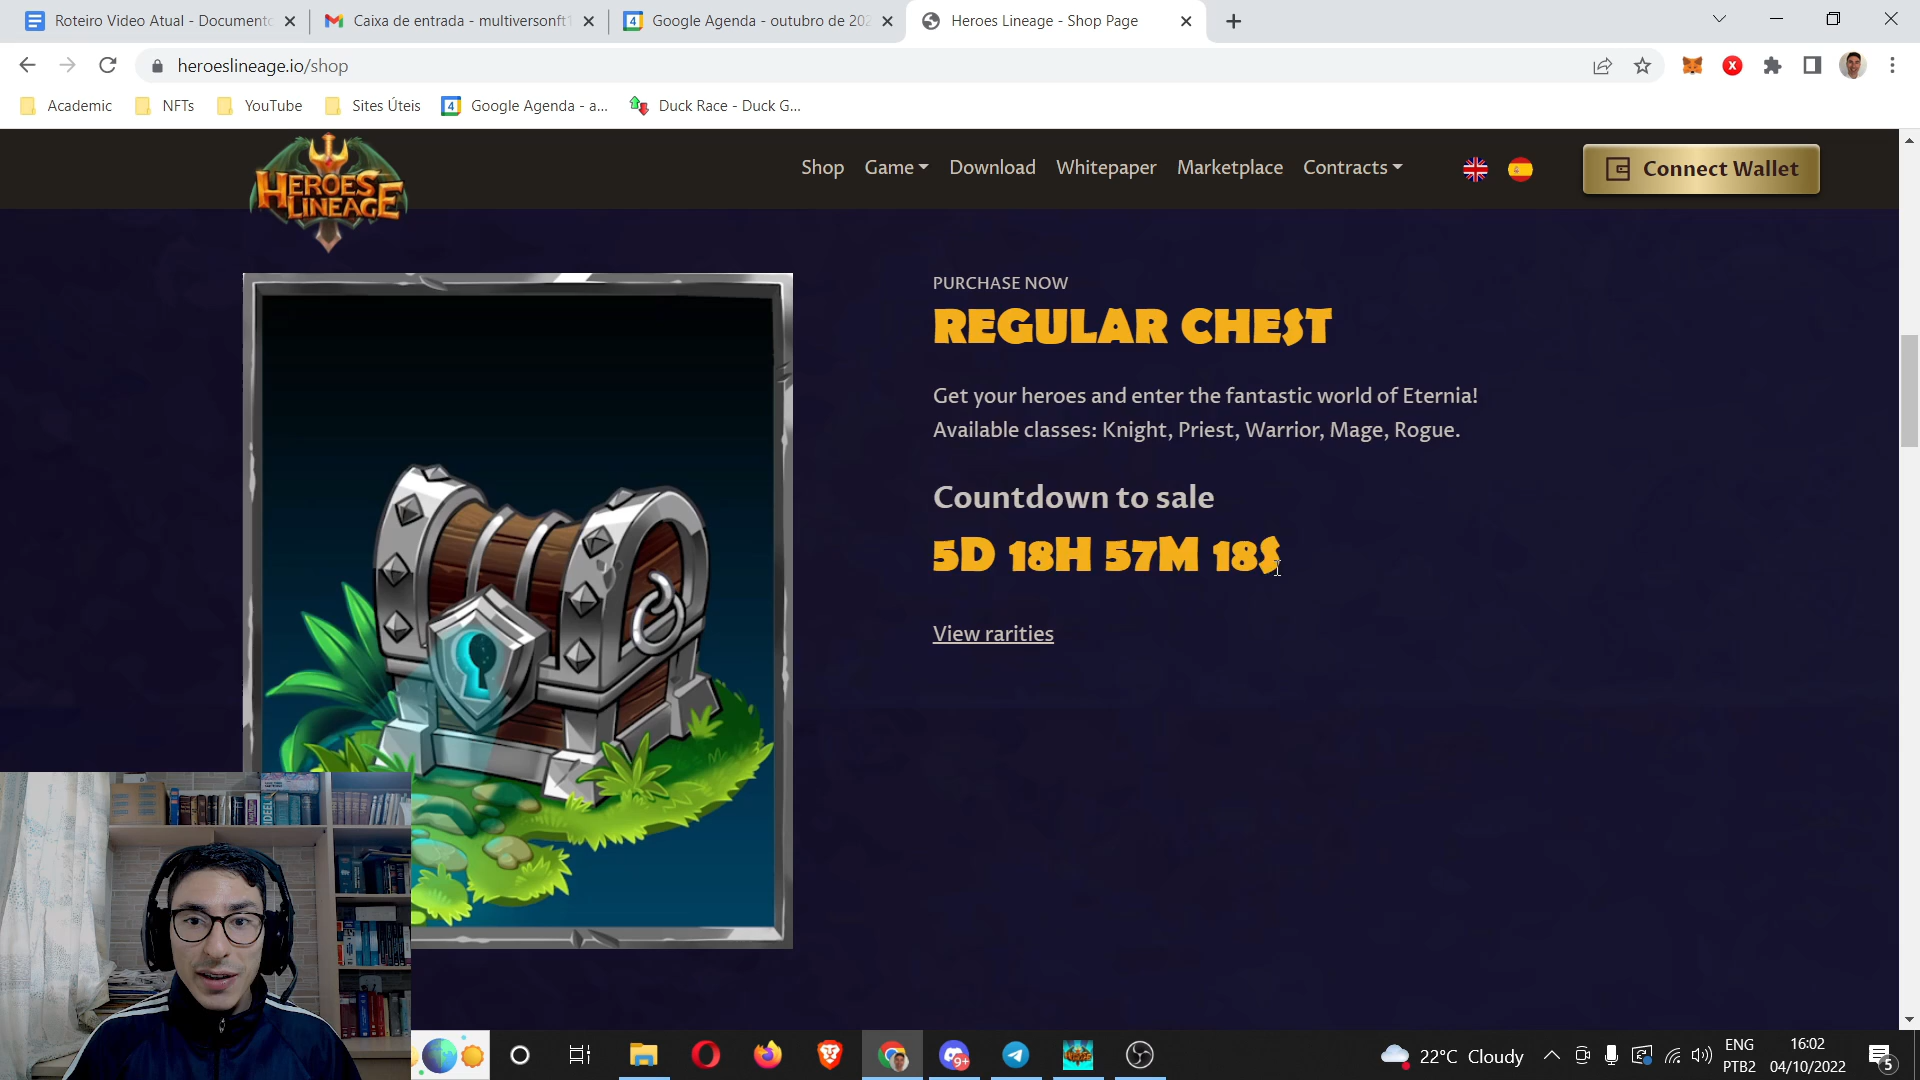 Roteiro Video Atual - Documento
Caixa de entrada - multiversonft1
Google Agenda - outubro de 202
Heroes Lineage - Shop Page
heroeslineage.io/shop
Academic
NFTs
YouTube
Sites Úteis
Google Agenda - a...
Duck Race - Duck G...
HEROES LINEAGE
Shop
Game
Download
Whitepaper
Marketplace
Contracts
Connect Wallet
PURCHASE NOW
REGULAR CHEST
Get your heroes and enter the fantastic world of Eternia!
Available classes: Knight, Priest, Warrior, Mage, Rogue.
Countdown to sale
5D 18H 57M 18S
View rarities
22°C Cloudy
ENG
PTB2
16:02
04/10/2022
5